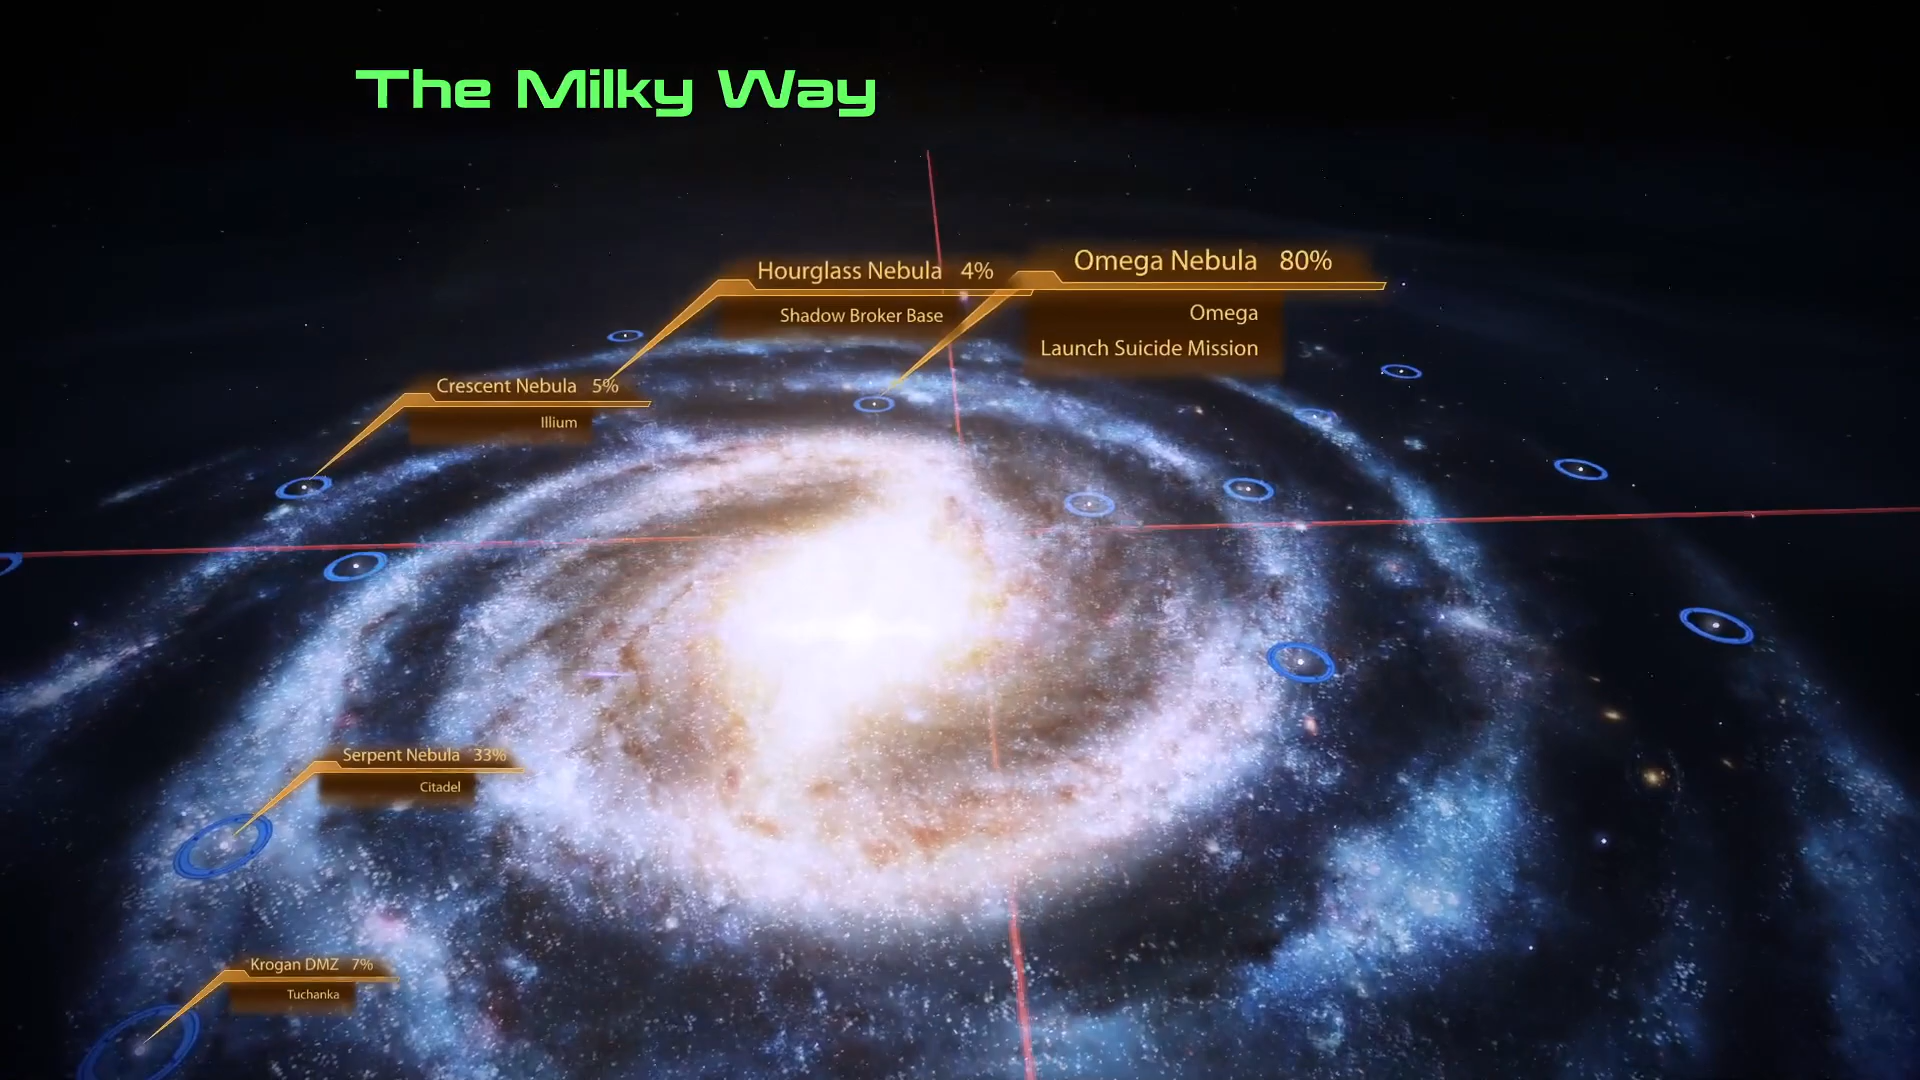 The Milky Way
Omega Nebula 80%
Omega
Launch Suicide Mission
Hourglass Nebula 4%
Shadow Broker Base
Crescent Nebula 5%
Illium
Serpent Nebula 33%
Citadel
Krogan DMZ 7%
Tuchanka